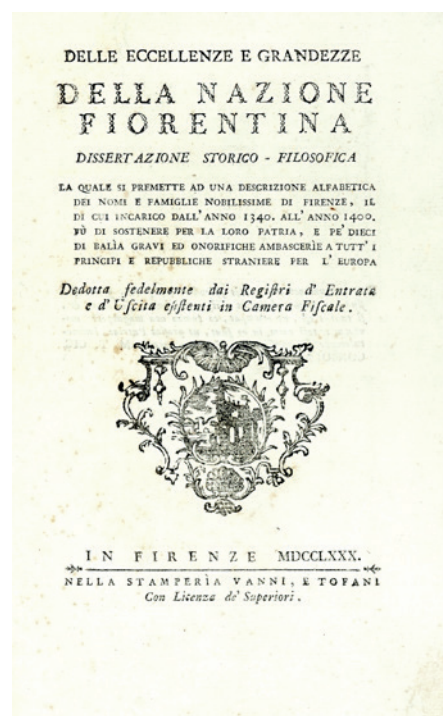 DELLE ECCELLENZE E GRANDEZZE
DELLA NAZIONE
FIORENTINA
DISSERTAZIONE STORICO - FILOSOFICA
LA QUALE SI PREMETTE AD UNA DESCRIZIONE ALFABETICA
DEI NOMI E FAMIGLIE NOBILISSIME DI FIRENZE, IL
DI CUI INCARICO DALL' ANNO 1340. ALL' ANNO 1400.
FÙ DI SOSTENERE PER LA LORO PATRIA, E PE' DIECI
DI BALÌA GRAVI ED ONORIFICHE AMBASCERÌE A TUTT' I
PRINCIPI E REPUBBLICHE STRANIERE PER L' EUROPA
Dedotta fedelmente dai Regiſtri d' Entrata
e d' Uſcita eſiſtenti in Camera Fiſcale.
IN FIRENZE MDCCLXXX.
NELLA STAMPERÌA VANNI, E TOFANI
Con Licenza de' Superiori.